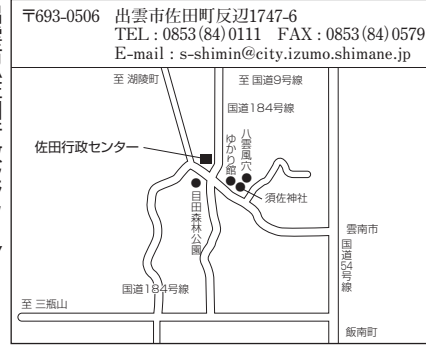 〒693-0506 出雲市佐田町反辺1747-6
TEL : 0853(84)0111 FAX : 0853(84)0579
E-mail : s-shimin@city.izumo.shimane.jp
至 湖陵町
至 国道9号線
国道184号線
佐田行政センター
八雲風穴
ゆかり館
須佐神社
目田森林公園
雲南市
国道54号線
国道184号線
至 三瓶山
飯南町